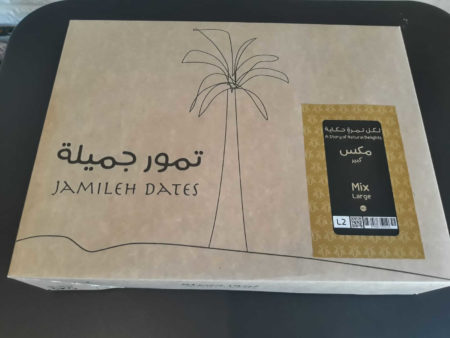 تمور جميلة
JAMILEH DATES
لكل تمرة حكاية
A Story of Natural Delights
مكس
كبير
Mix
Large
L2